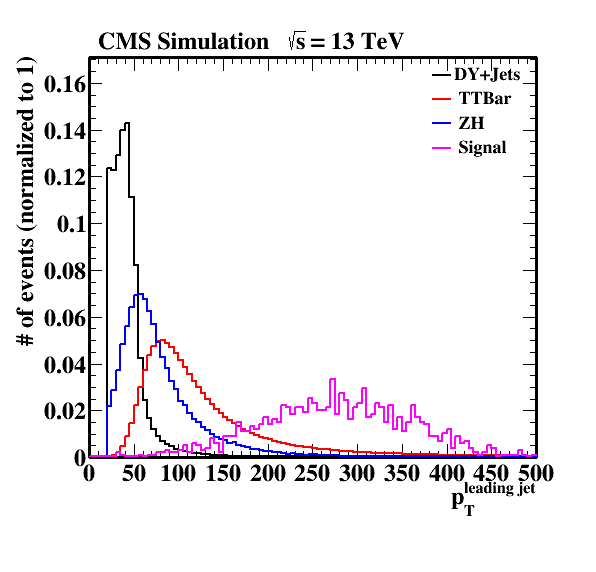 CMS Simulation √s = 13 TeV
# of events (normalized to 1)
0.16
0.14
0.12
0.1
0.08
0.06
0.04
0.02
0
DY+Jets
TTBar
ZH
Signal
0 50 100 150 200 250 300 350 400 450 500
p_T^leading jet